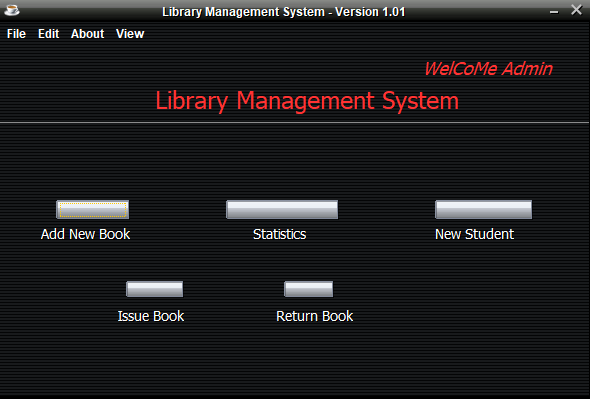 Library Management System - Version 1.01
File Edit About View
WelCoMe Admin
Library Management System
Add New Book Statistics New Student
Issue Book Return Book